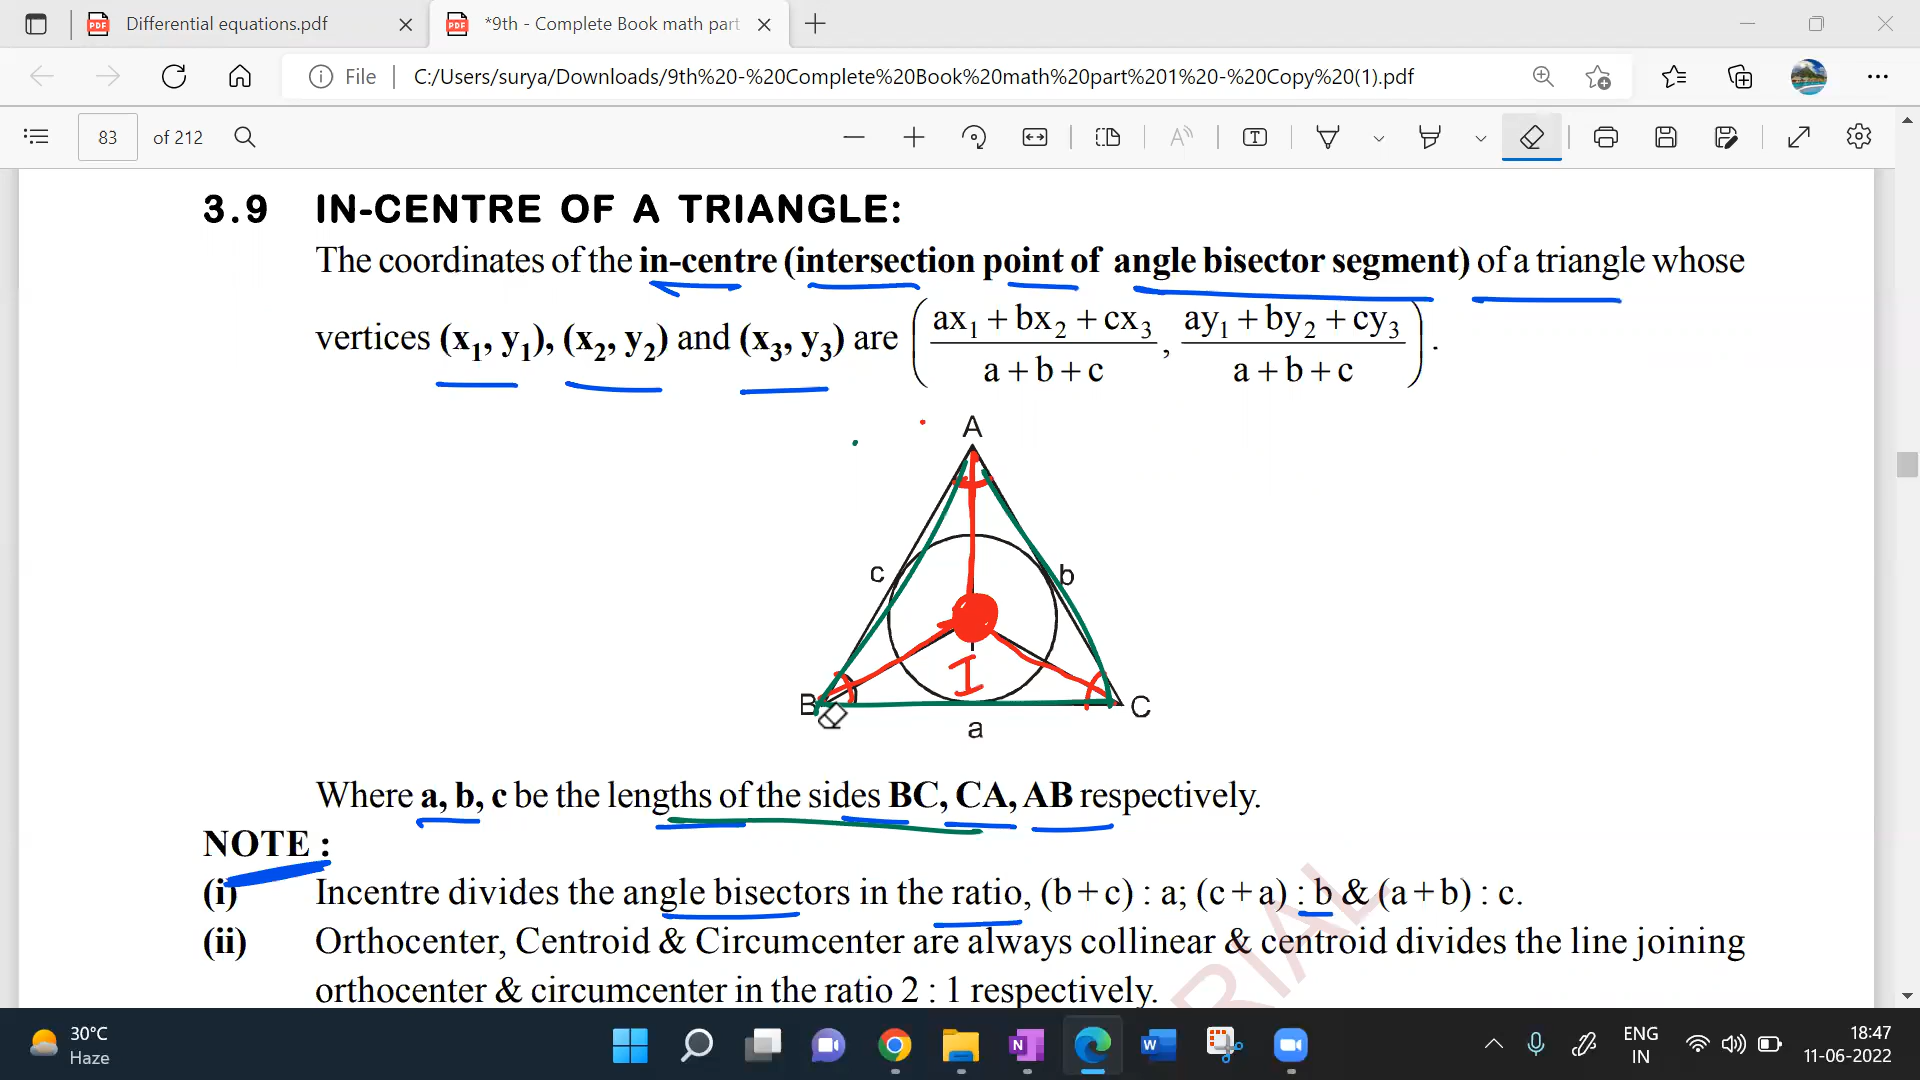 Differential equations.pdf
*9th - Complete Book math part
File
C:/Users/surya/Downloads/9th%20-%20Complete%20Book%20math%20part%201%20-%20Copy%20(1).pdf
83 of 212
3.9 IN-CENTRE OF A TRIANGLE:
The coordinates of the in-centre (intersection point of angle bisector segment) of a triangle whose
vertices (x₁, y₁), (x₂, y₂) and (x₃, y₃) are ( (ax₁ + bx₂ + cx₃)/(a + b + c), (ay₁ + by₂ + cy₃)/(a + b + c) ).
A
c
b
I
B
C
a
Where a, b, c be the lengths of the sides BC, CA, AB respectively.
NOTE :
(i) Incentre divides the angle bisectors in the ratio, (b + c) : a; (c + a) : b & (a + b) : c.
(ii) Orthocenter, Centroid & Circumcenter are always collinear & centroid divides the line joining
orthocenter & circumcenter in the ratio 2 : 1 respectively.
RIAL
30°C
Haze
ENG
IN
18:47
11-06-2022